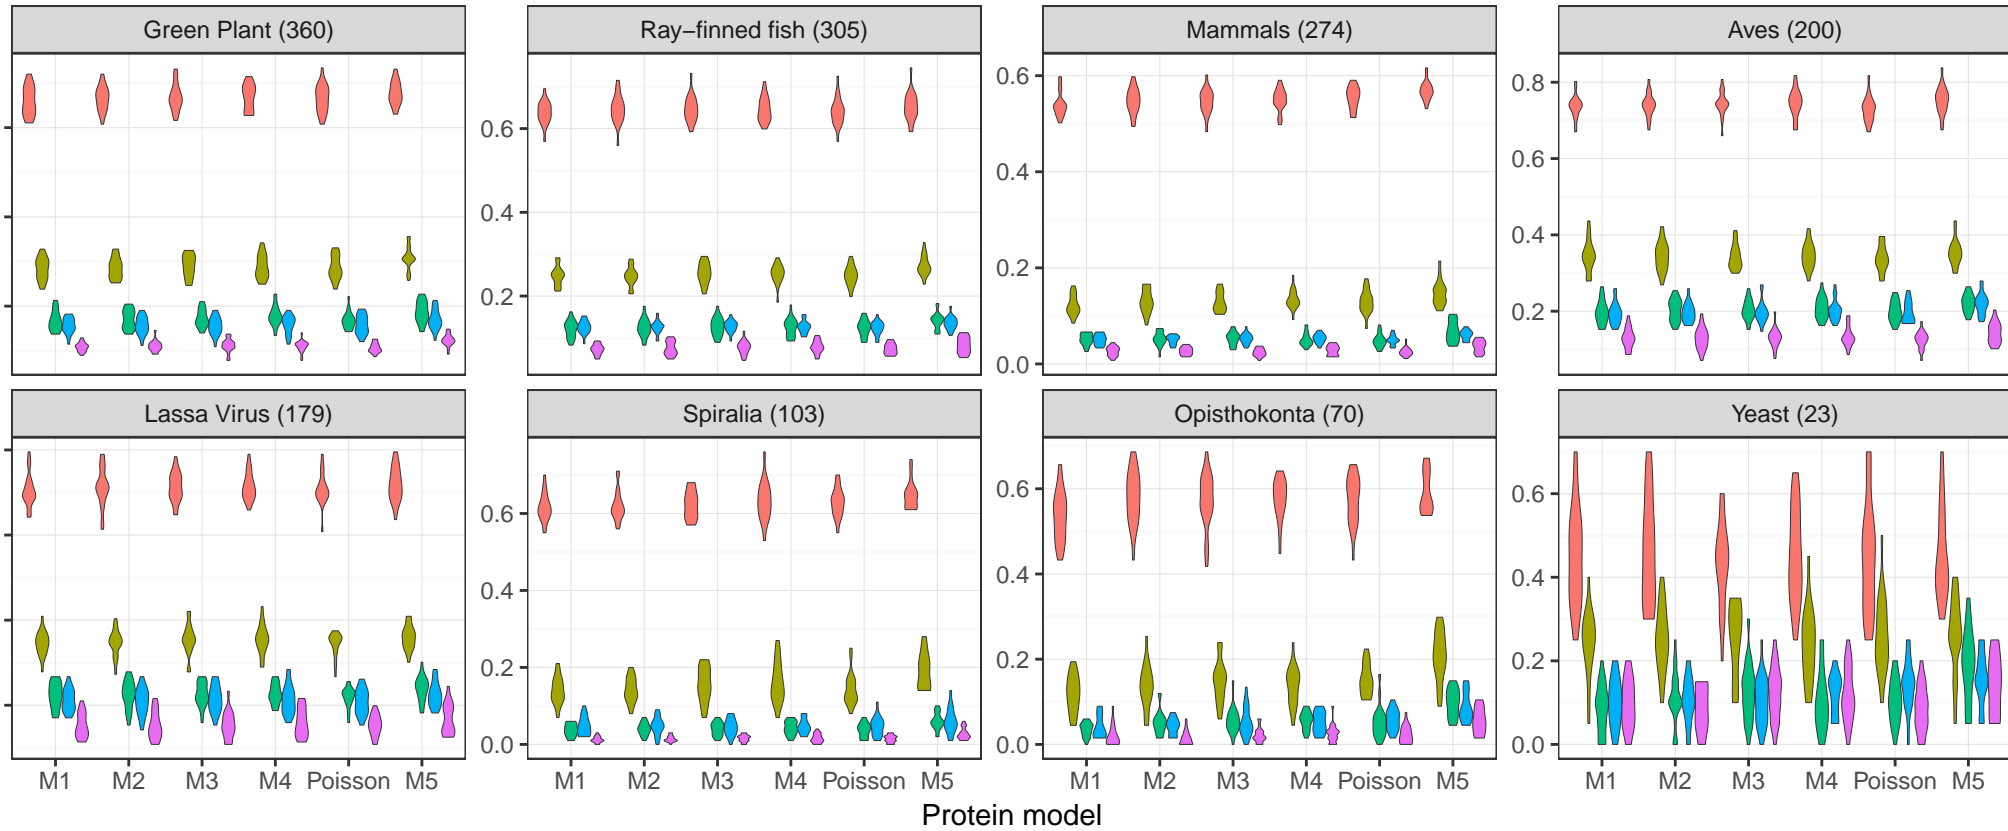 Green Plant (360)
Ray−finned fish (305)
Mammals (274)
Aves (200)
0.6
0.4
0.2
0.6
0.4
0.2
0.0
0.8
0.6
0.4
0.2
Lassa Virus (179)
Spiralia (103)
Opisthokonta (70)
Yeast (23)
0.6
0.4
0.2
0.0
0.6
0.4
0.2
0.0
0.6
0.4
0.2
0.0
M1 M2 M3 M4 Poisson M5
M1 M2 M3 M4 Poisson M5
M1 M2 M3 M4 Poisson M5
M1 M2 M3 M4 Poisson M5
Protein model